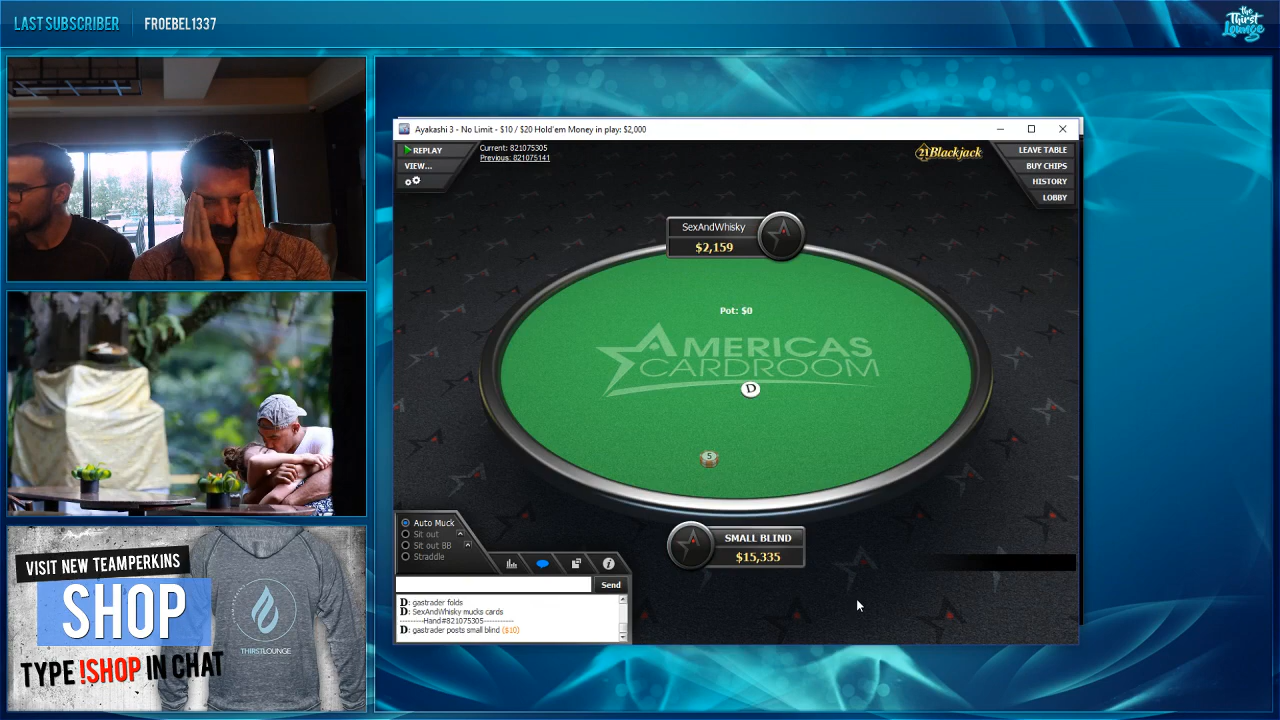 LAST SUBSCRIBER
FROEBEL1337
the
Thirst
Lounge
Ayakashi 3 - No Limit - $10 / $20 Hold'em Money in play: $2,000
REPLAY
VIEW...
Current: 821075305
Previous: 821075141
21 Blackjack
LEAVE TABLE
BUY CHIPS
HISTORY
LOBBY
SexAndWhisky
$2,159
Pot: $0
AMERICAS
CARDROOM
D
5
SMALL BLIND
$15,335
Auto Muck
Sit out
Sit out BB
Straddle
Send
D: gastrader folds
D: SexAndWhisky mucks cards
---------Hand#821075305-----------
D: gastrader posts small blind ($10)
VISIT NEW TEAMPERKINS
SHOP
TYPE !SHOP IN CHAT
THIRSTLOUNGE